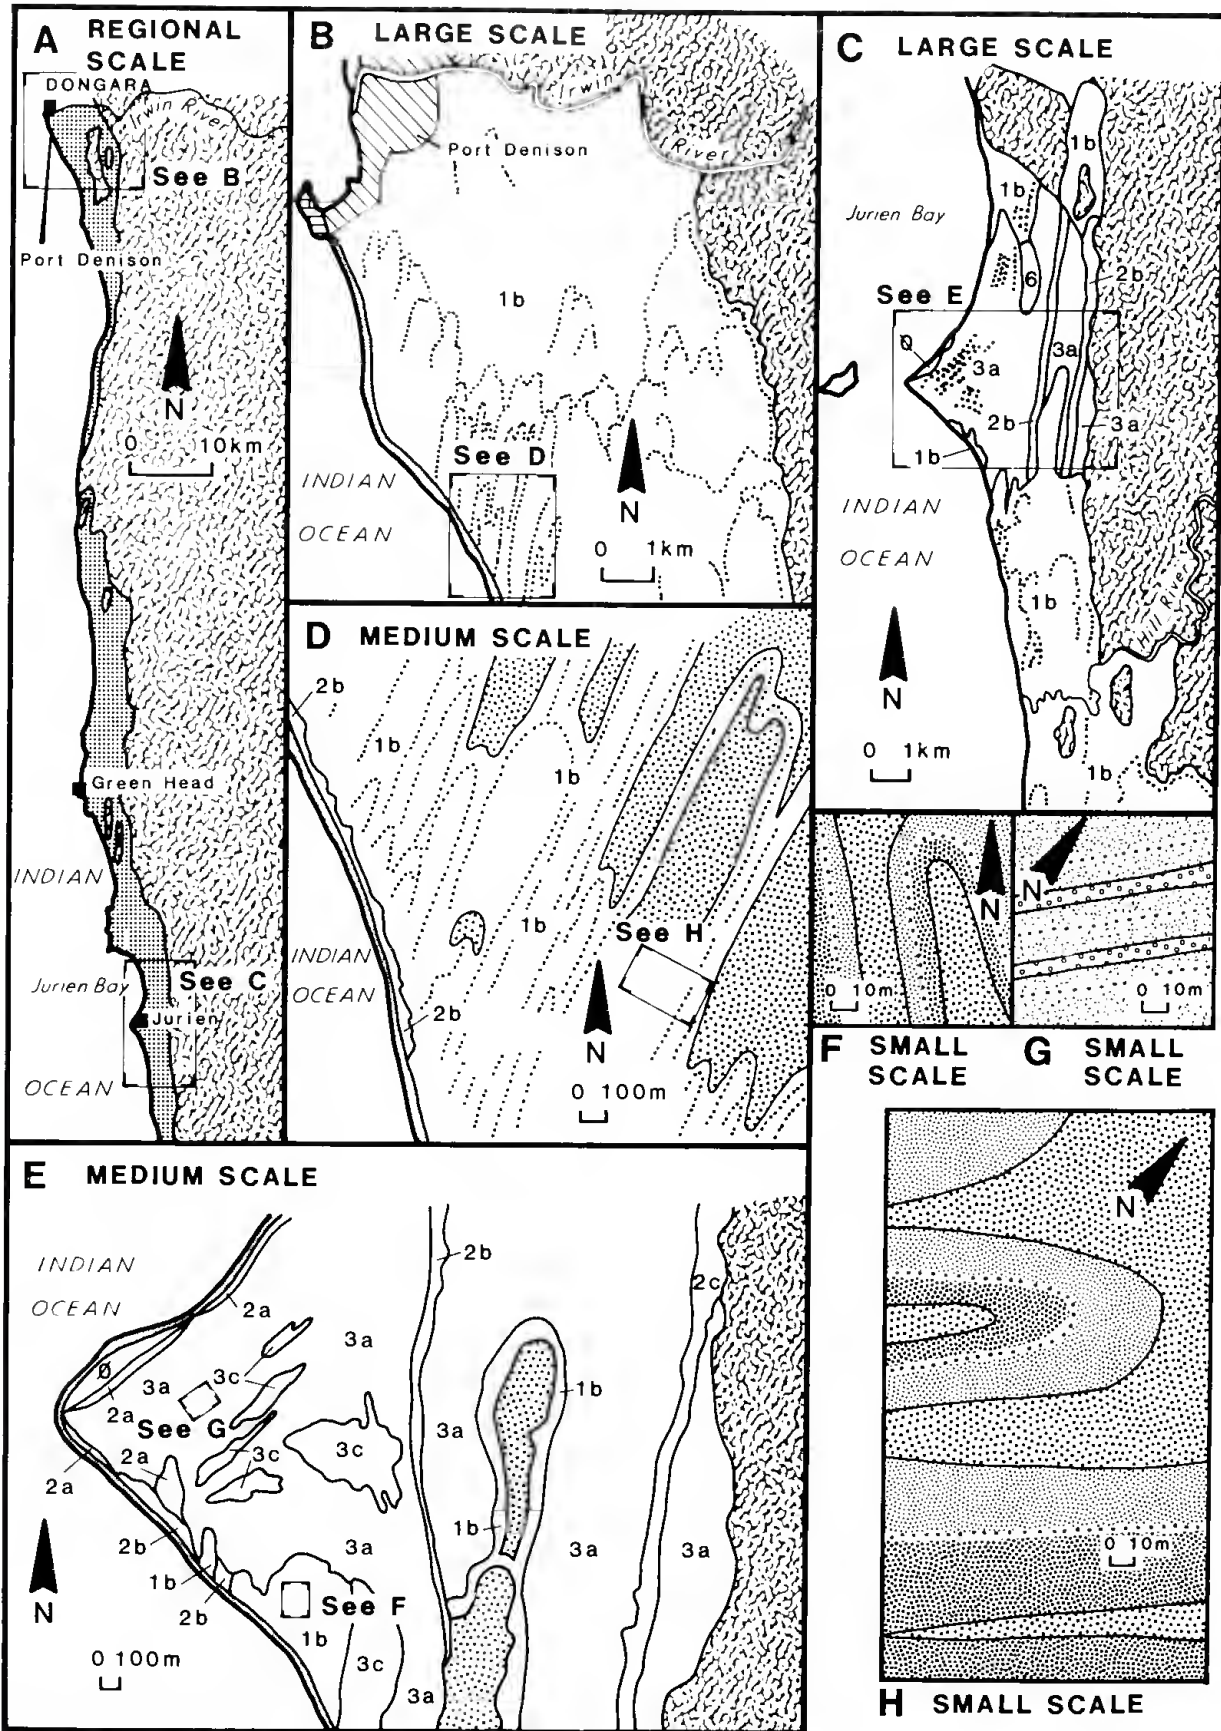 A REGIONAL
SCALE
DONGARA
Irwin River
See B
Port Denison
N
0 10km
Green Head
INDIAN
Jurien Bay
See C
Jurien
OCEAN
B LARGE SCALE
Irwin
River
Port Denison
1b
See D
INDIAN
OCEAN
N
0 1km
C LARGE SCALE
1b
1b
Jurien Bay
6
2b
See E
Ø
3a
3a
2b
3a
1b
INDIAN
OCEAN
1b
Hill River
N
0 1km
1b
D MEDIUM SCALE
2b
1b
1b
1b
See H
INDIAN
OCEAN
2b
N
0 100m
N
0 10m
F SMALL
SCALE
N
0 10m
G SMALL
SCALE
E MEDIUM SCALE
INDIAN
OCEAN
2b
2a
2c
3a
Ø
3a
3c
1b
2a
See G
3a
2a
3c
3c
2a
2b
3a
1b
3a
3a
1b
2b
See F
N
1b
3c
3a
0 100m
N
0 10m
H SMALL SCALE